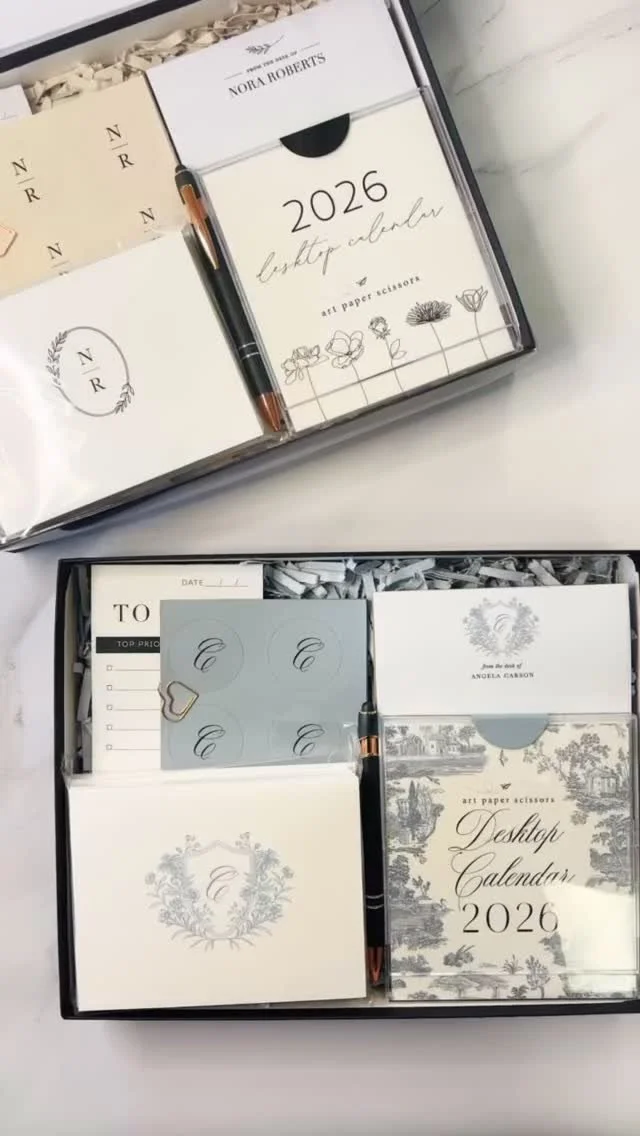 FROM THE DESK OF
NORA ROBERTS
N
R
N
R
N
N
2026
desktop calendar
art paper scissors
N
R
DATE / /
TO
TOP PRIO
C
C
C
C
C
from the desk of
ANGELA CARSON
art paper scissors
Desktop
Calendar
2026
C